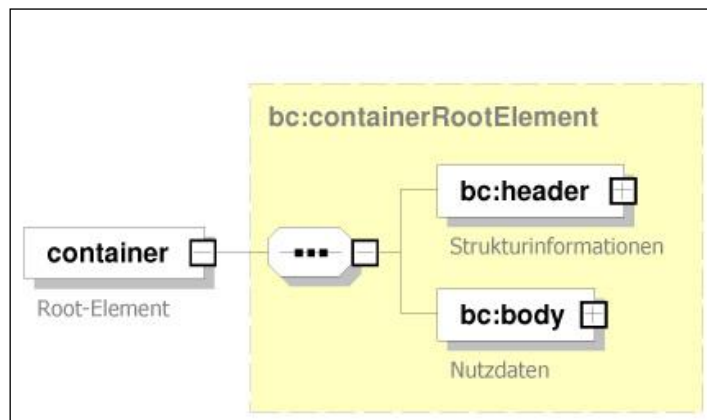 bc:containerRootElement
bc:header
Strukturinformationen
container
Root-Element
bc:body
Nutzdaten